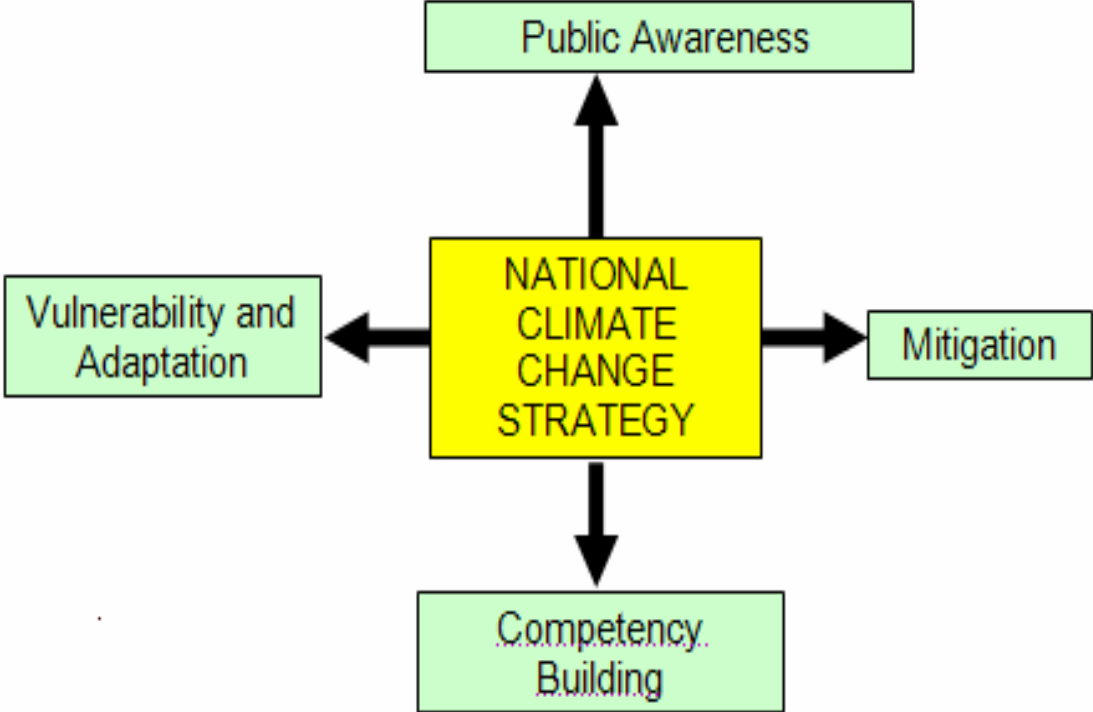 Public Awareness
NATIONAL
CLIMATE
CHANGE
STRATEGY
Vulnerability and
Adaptation
Mitigation
Competency
Building